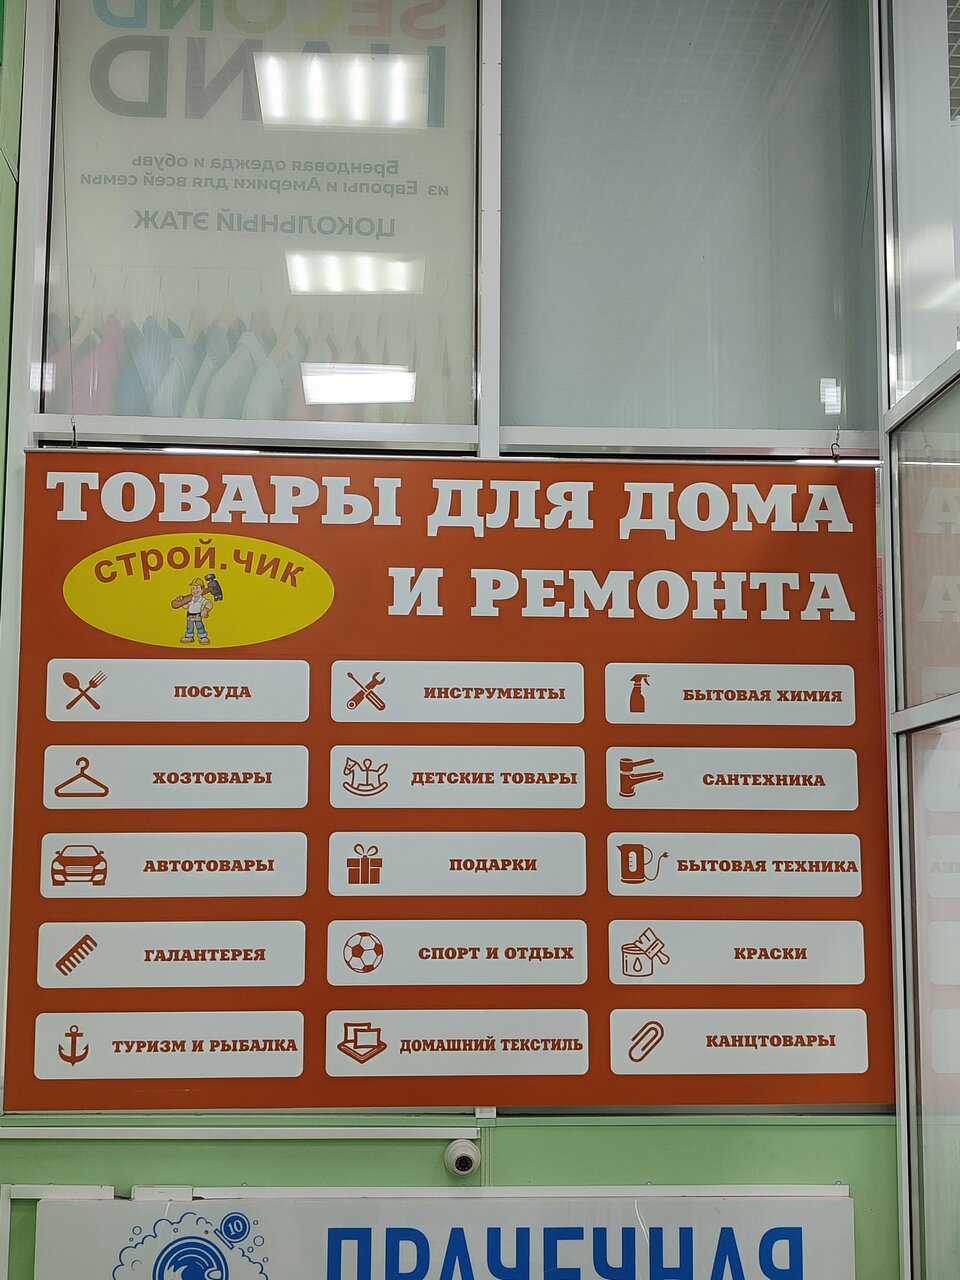 SECOND
HAND
Брендовая одежда и обувь
из Европы и Америки для всей семьи
ЦОКОЛЬНЫЙ ЭТАЖ
ТОВАРЫ ДЛЯ ДОМА
И РЕМОНТА
строй.чик
ПОСУДА
ИНСТРУМЕНТЫ
БЫТОВАЯ ХИМИЯ
ХОЗТОВАРЫ
ДЕТСКИЕ ТОВАРЫ
САНТЕХНИКА
АВТОТОВАРЫ
ПОДАРКИ
БЫТОВАЯ ТЕХНИКА
ГАЛАНТЕРЕЯ
СПОРТ И ОТДЫХ
КРАСКИ
ТУРИЗМ И РЫБАЛКА
ДОМАШНИЙ ТЕКСТИЛЬ
КАНЦТОВАРЫ
10
ПРАЧЕЧНАЯ